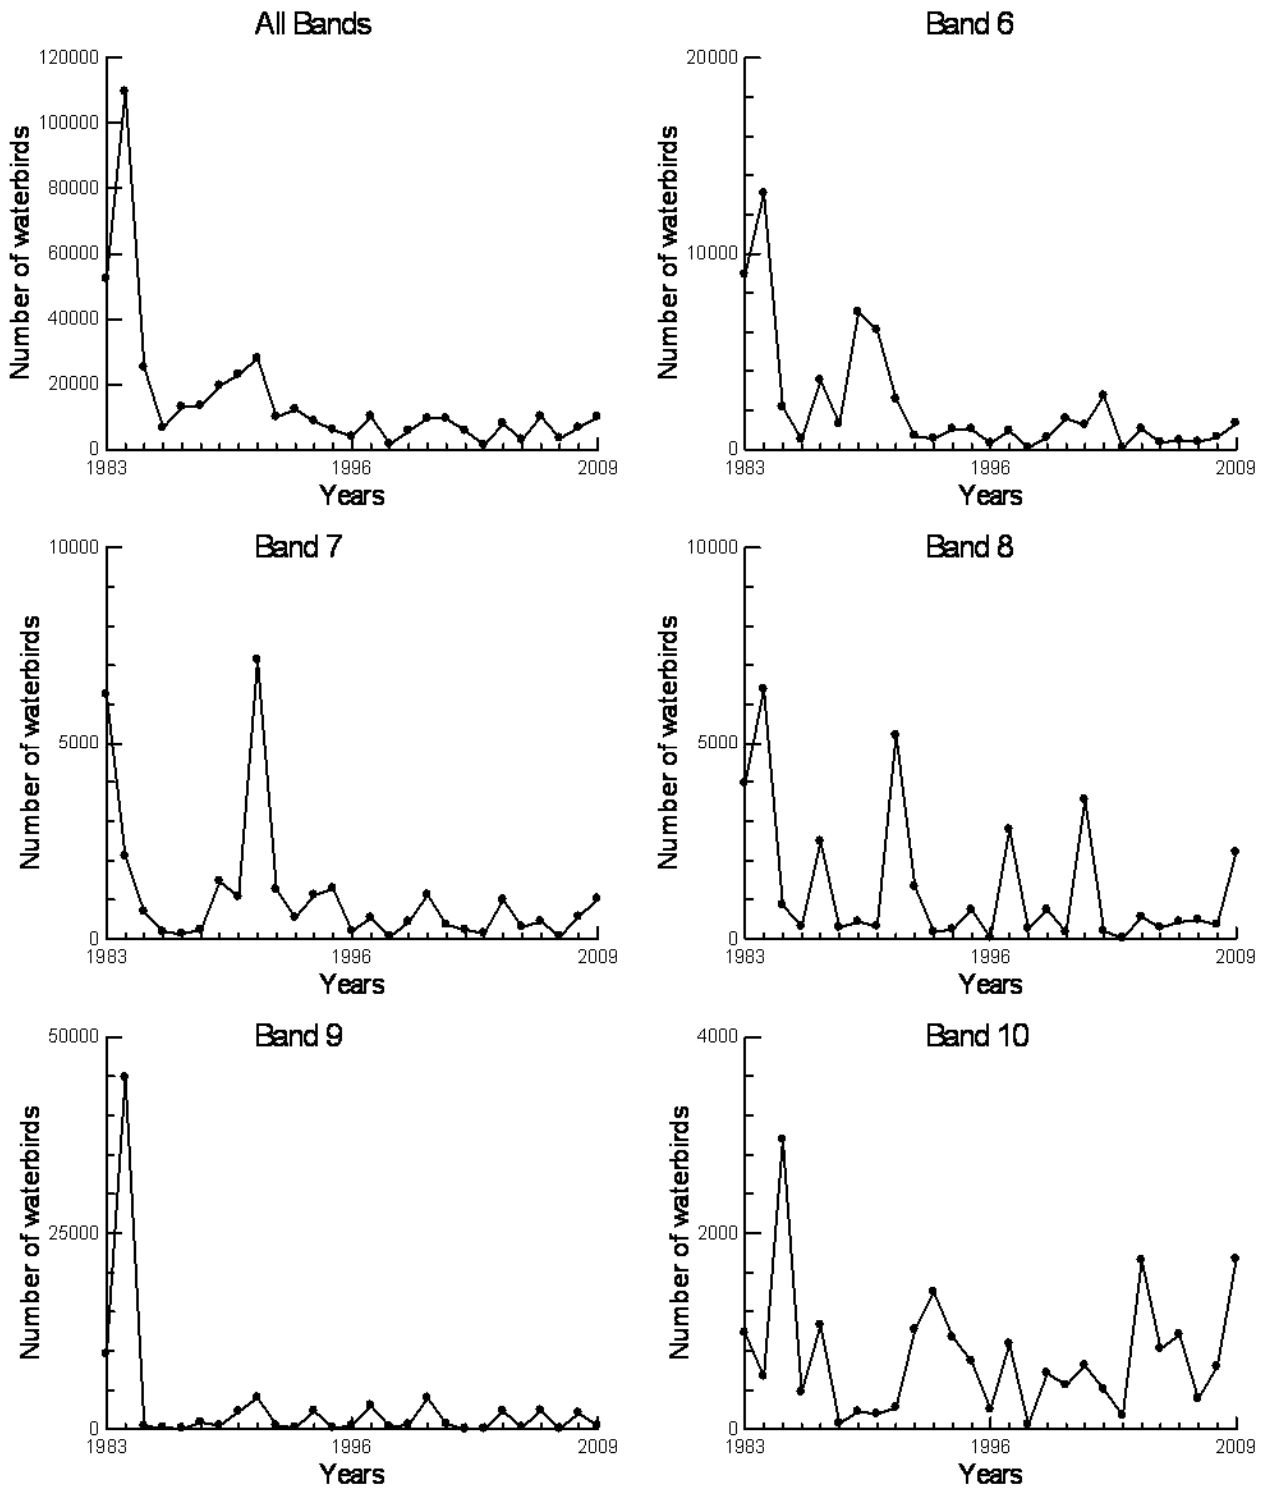 All Bands
120000
100000
80000
60000
40000
20000
0
Number of waterbirds
1983
1996
2009
Years
Band 6
20000
10000
0
Number of waterbirds
1983
1996
2009
Years
Band 7
10000
5000
0
Number of waterbirds
1983
1996
2009
Years
Band 8
10000
5000
0
Number of waterbirds
1983
1996
2009
Years
Band 9
50000
25000
0
Number of waterbirds
1983
1996
2009
Years
Band 10
4000
2000
0
Number of waterbirds
1983
1996
2009
Years